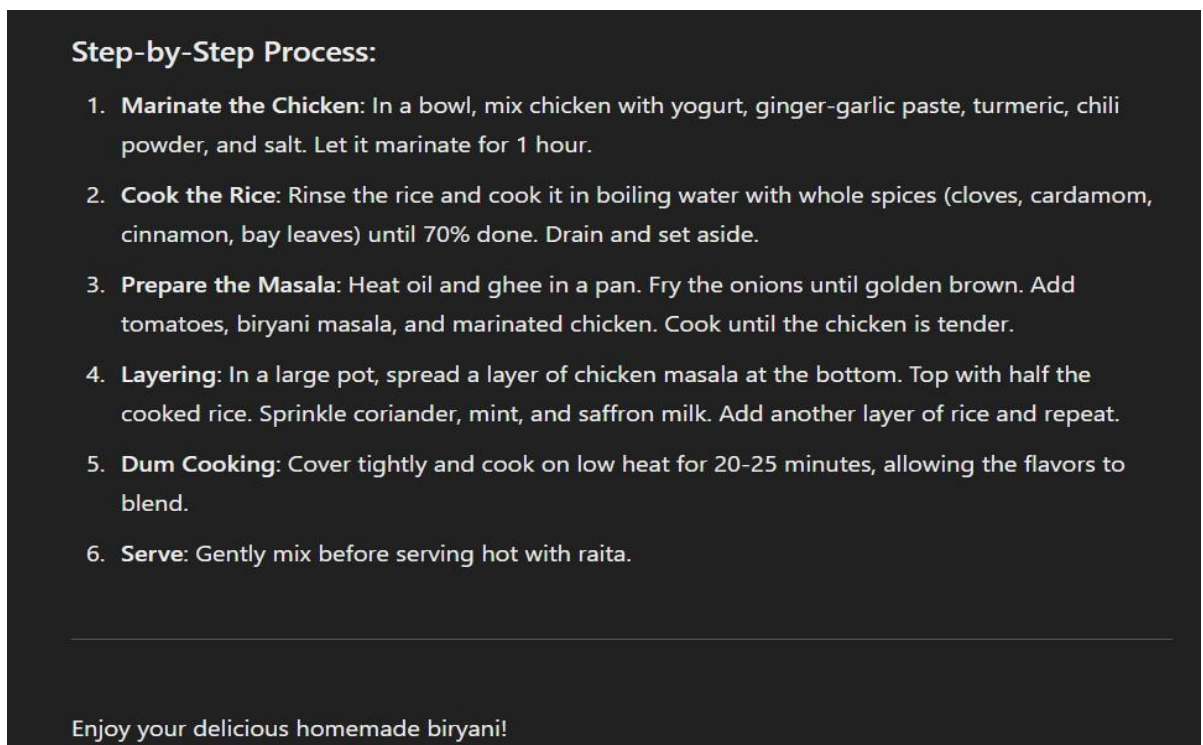 Step-by-Step Process:
1. Marinate the Chicken: In a bowl, mix chicken with yogurt, ginger-garlic paste, turmeric, chili
powder, and salt. Let it marinate for 1 hour.
2. Cook the Rice: Rinse the rice and cook it in boiling water with whole spices (cloves, cardamom,
cinnamon, bay leaves) until 70% done. Drain and set aside.
3. Prepare the Masala: Heat oil and ghee in a pan. Fry the onions until golden brown. Add
tomatoes, biryani masala, and marinated chicken. Cook until the chicken is tender.
4. Layering: In a large pot, spread a layer of chicken masala at the bottom. Top with half the
cooked rice. Sprinkle coriander, mint, and saffron milk. Add another layer of rice and repeat.
5. Dum Cooking: Cover tightly and cook on low heat for 20-25 minutes, allowing the flavors to
blend.
6. Serve: Gently mix before serving hot with raita.
Enjoy your delicious homemade biryani!